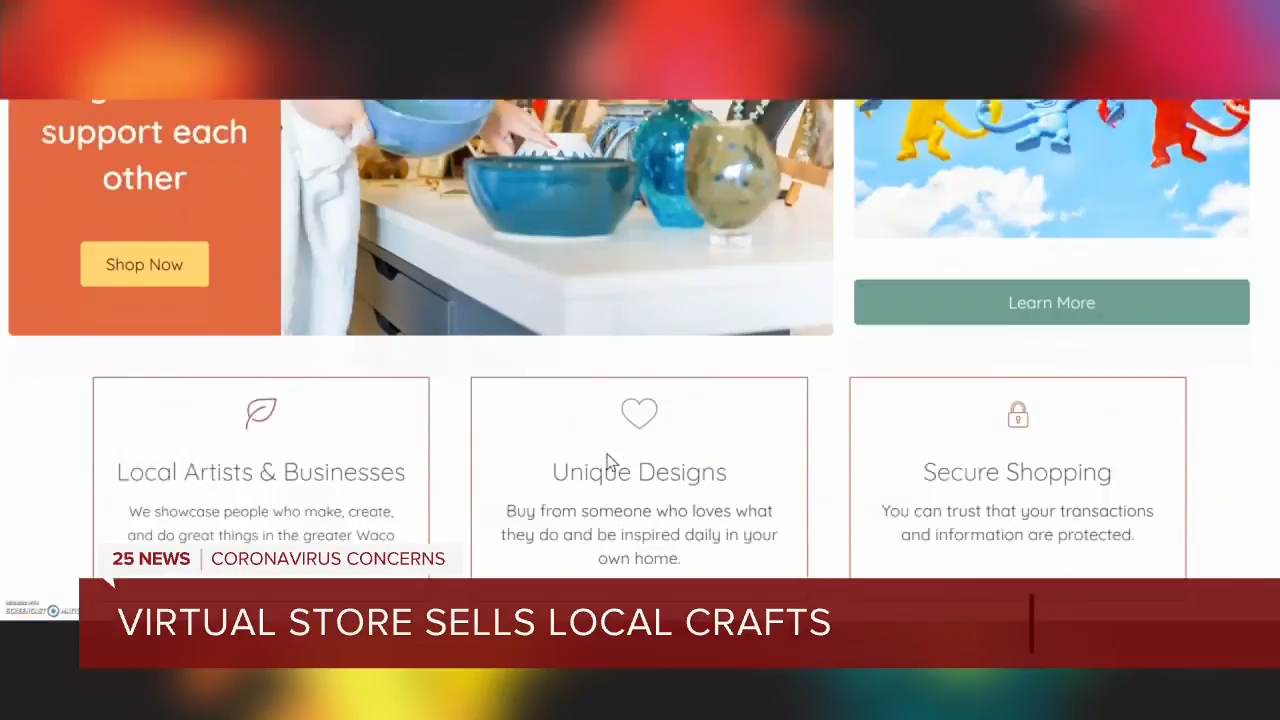 support each
other
Shop Now
Learn More
Local Artists & Businesses
We showcase people who make, create,
and do great things in the greater Waco
Unique Designs
Buy from someone who loves what
they do and be inspired daily in your
own home.
Secure Shopping
You can trust that your transactions
and information are protected.
25 NEWS | CORONAVIRUS CONCERNS
VIRTUAL STORE SELLS LOCAL CRAFTS